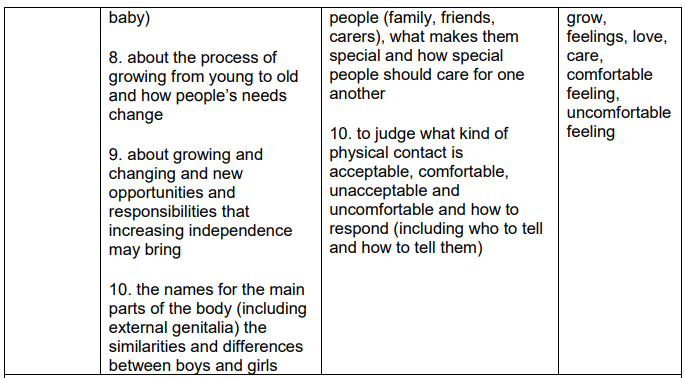 baby)
8. about the process of
growing from young to old
and how people’s needs
change
9. about growing and
changing and new
opportunities and
responsibilities that
increasing independence
may bring
10. the names for the main
parts of the body (including
external genitalia) the
similarities and differences
between boys and girls
people (family, friends,
carers), what makes them
special and how special
people should care for one
another
10. to judge what kind of
physical contact is
acceptable, comfortable,
unacceptable and
uncomfortable and how to
respond (including who to tell
and how to tell them)
grow,
feelings, love,
care,
comfortable
feeling,
uncomfortable
feeling